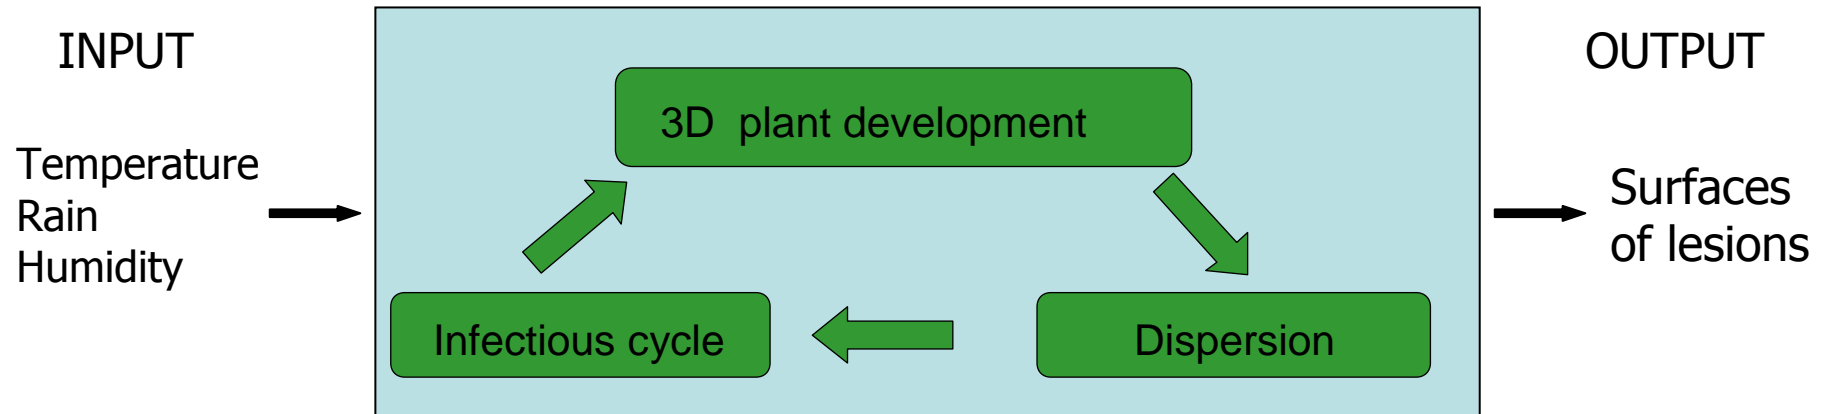 INPUT
Temperature
Rain
Humidity
3D plant development
Infectious cycle
Dispersion
OUTPUT
Surfaces
of lesions